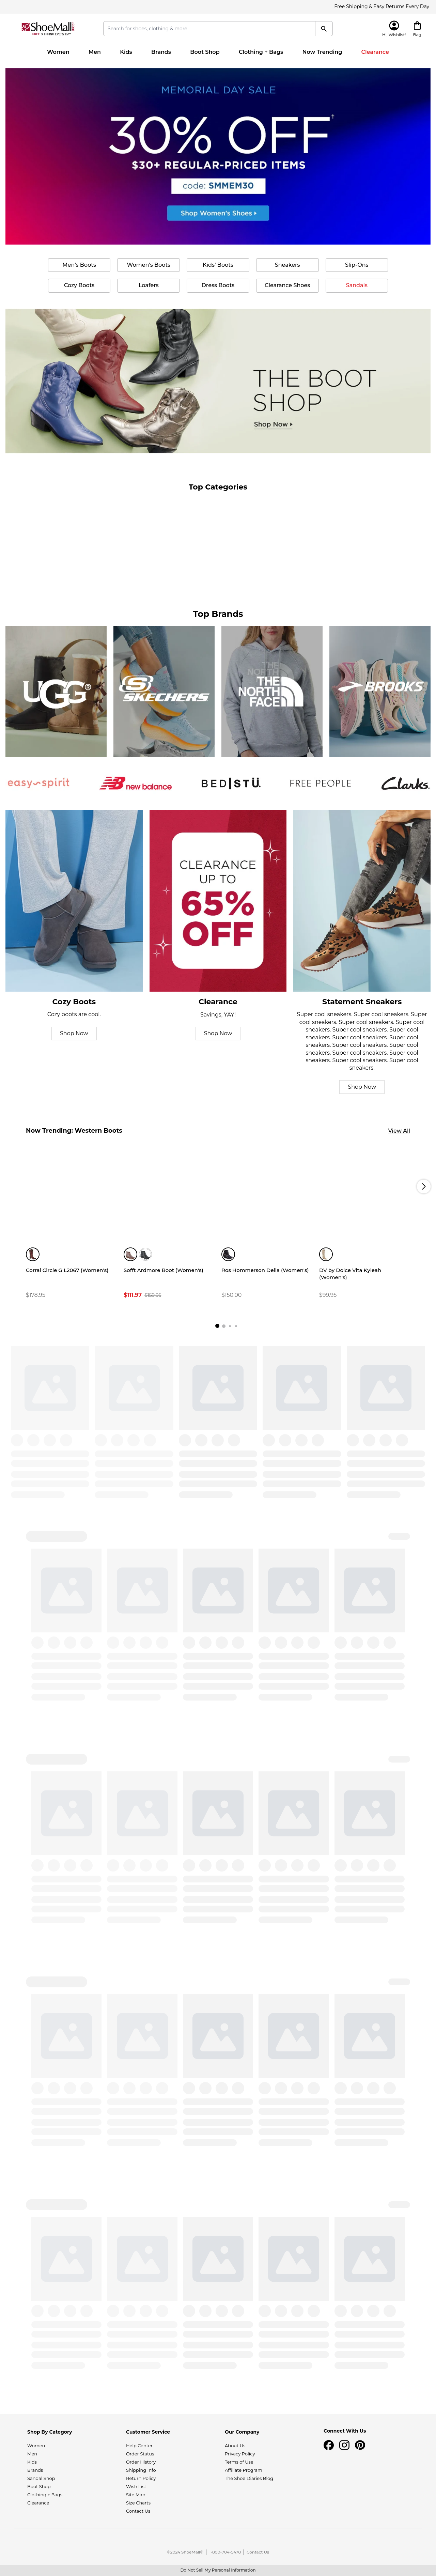 Free Shipping & Easy Returns Every Day
ShoeMall
FREE SHIPPING EVERY DAY
Search for shoes, clothing & more
Hi, Wishlist!
Bag
Women
Men
Kids
Brands
Boot Shop
Clothing + Bags
Now Trending
Clearance
MEMORIAL DAY SALE
30% OFF†
$30+ REGULAR-PRICED ITEMS
code: SMMEM30
Shop Women's Shoes
Men's Boots
Women's Boots
Kids' Boots
Sneakers
Slip-Ons
Cozy Boots
Loafers
Dress Boots
Clearance Shoes
Sandals
THE BOOT
SHOP
Shop Now
Top Categories
Top Brands
UGG®
SKECHERS
THE
NORTH
FACE
BROOKS
easy spirit
new balance
BED|STÜ.
FREE PEOPLE
Clarks.
CLEARANCE
UP TO
65%
OFF
Cozy Boots
Cozy boots are cool.
Shop Now
Clearance
Savings, YAY!
Shop Now
Statement Sneakers
Super cool sneakers. Super cool sneakers. Super
cool sneakers. Super cool sneakers. Super cool
sneakers. Super cool sneakers. Super cool
sneakers. Super cool sneakers. Super cool
sneakers. Super cool sneakers. Super cool
sneakers. Super cool sneakers. Super cool
sneakers. Super cool sneakers. Super cool
sneakers.
Shop Now
Now Trending: Western Boots
View All
Corral Circle G L2067 (Women's)
$178.95
Sofft Ardmore Boot (Women's)
$111.97 $159.95
Ros Hommerson Delia (Women's)
$150.00
DV by Dolce Vita Kyleah
(Women's)
$99.95
Shop By Category
Women
Men
Kids
Brands
Sandal Shop
Boot Shop
Clothing + Bags
Clearance
Customer Service
Help Center
Order Status
Order History
Shipping Info
Return Policy
Wish List
Site Map
Size Charts
Contact Us
Our Company
About Us
Privacy Policy
Terms of Use
Affiliate Program
The Shoe Diaries Blog
Connect With Us
©2024 ShoeMall® | 1-800-704-5478 | Contact Us
Do Not Sell My Personal Information